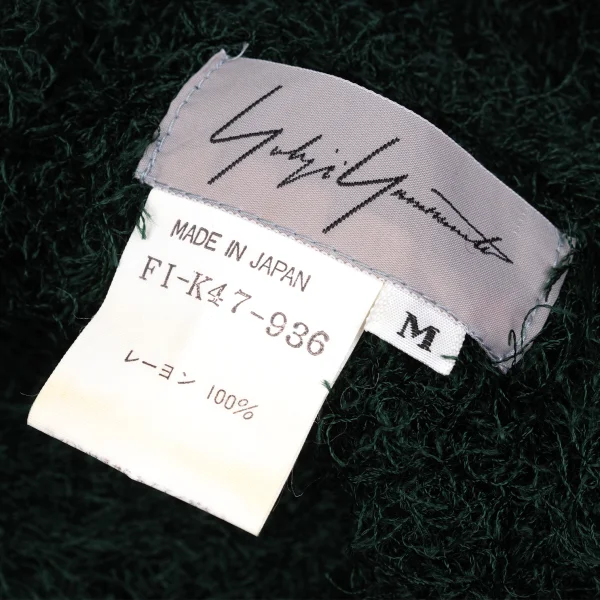 Yohji Yamamoto
MADE IN JAPAN
FI-K47-936
レーヨン 100%
M